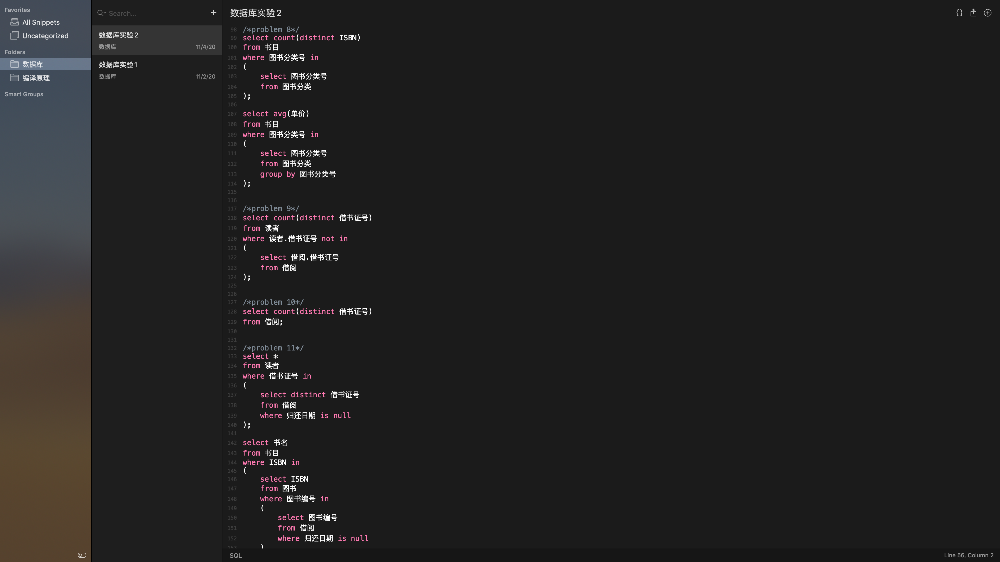 Favorites
All Snippets
Uncategorized
Folders
数据库
编译原理
Smart Groups
Search...
数据库实验2
数据库 11/4/20
数据库实验1
数据库 11/2/20
数据库实验2
98 /*problem 8*/
99 select count(distinct ISBN)
100 from 书目
101 where 图书分类号 in
102 (
103 select 图书分类号
104 from 图书分类
105 );
106
107 select avg(单价)
108 from 书目
109 where 图书分类号 in
110 (
111 select 图书分类号
112 from 图书分类
113 group by 图书分类号
114 );
115
116
117 /*problem 9*/
118 select count(distinct 借书证号)
119 from 读者
120 where 读者.借书证号 not in
121 (
122 select 借阅.借书证号
123 from 借阅
124 );
125
126
127 /*problem 10*/
128 select count(distinct 借书证号)
129 from 借阅;
130
131
132 /*problem 11*/
133 select *
134 from 读者
135 where 借书证号 in
136 (
137 select distinct 借书证号
138 from 借阅
139 where 归还日期 is null
140 );
141
142 select 书名
143 from 书目
144 where ISBN in
145 (
146 select ISBN
147 from 图书
148 where 图书编号 in
149 (
150 select 图书编号
151 from 借阅
152 where 归还日期 is null
153 )
SQL
Line 56, Column 2